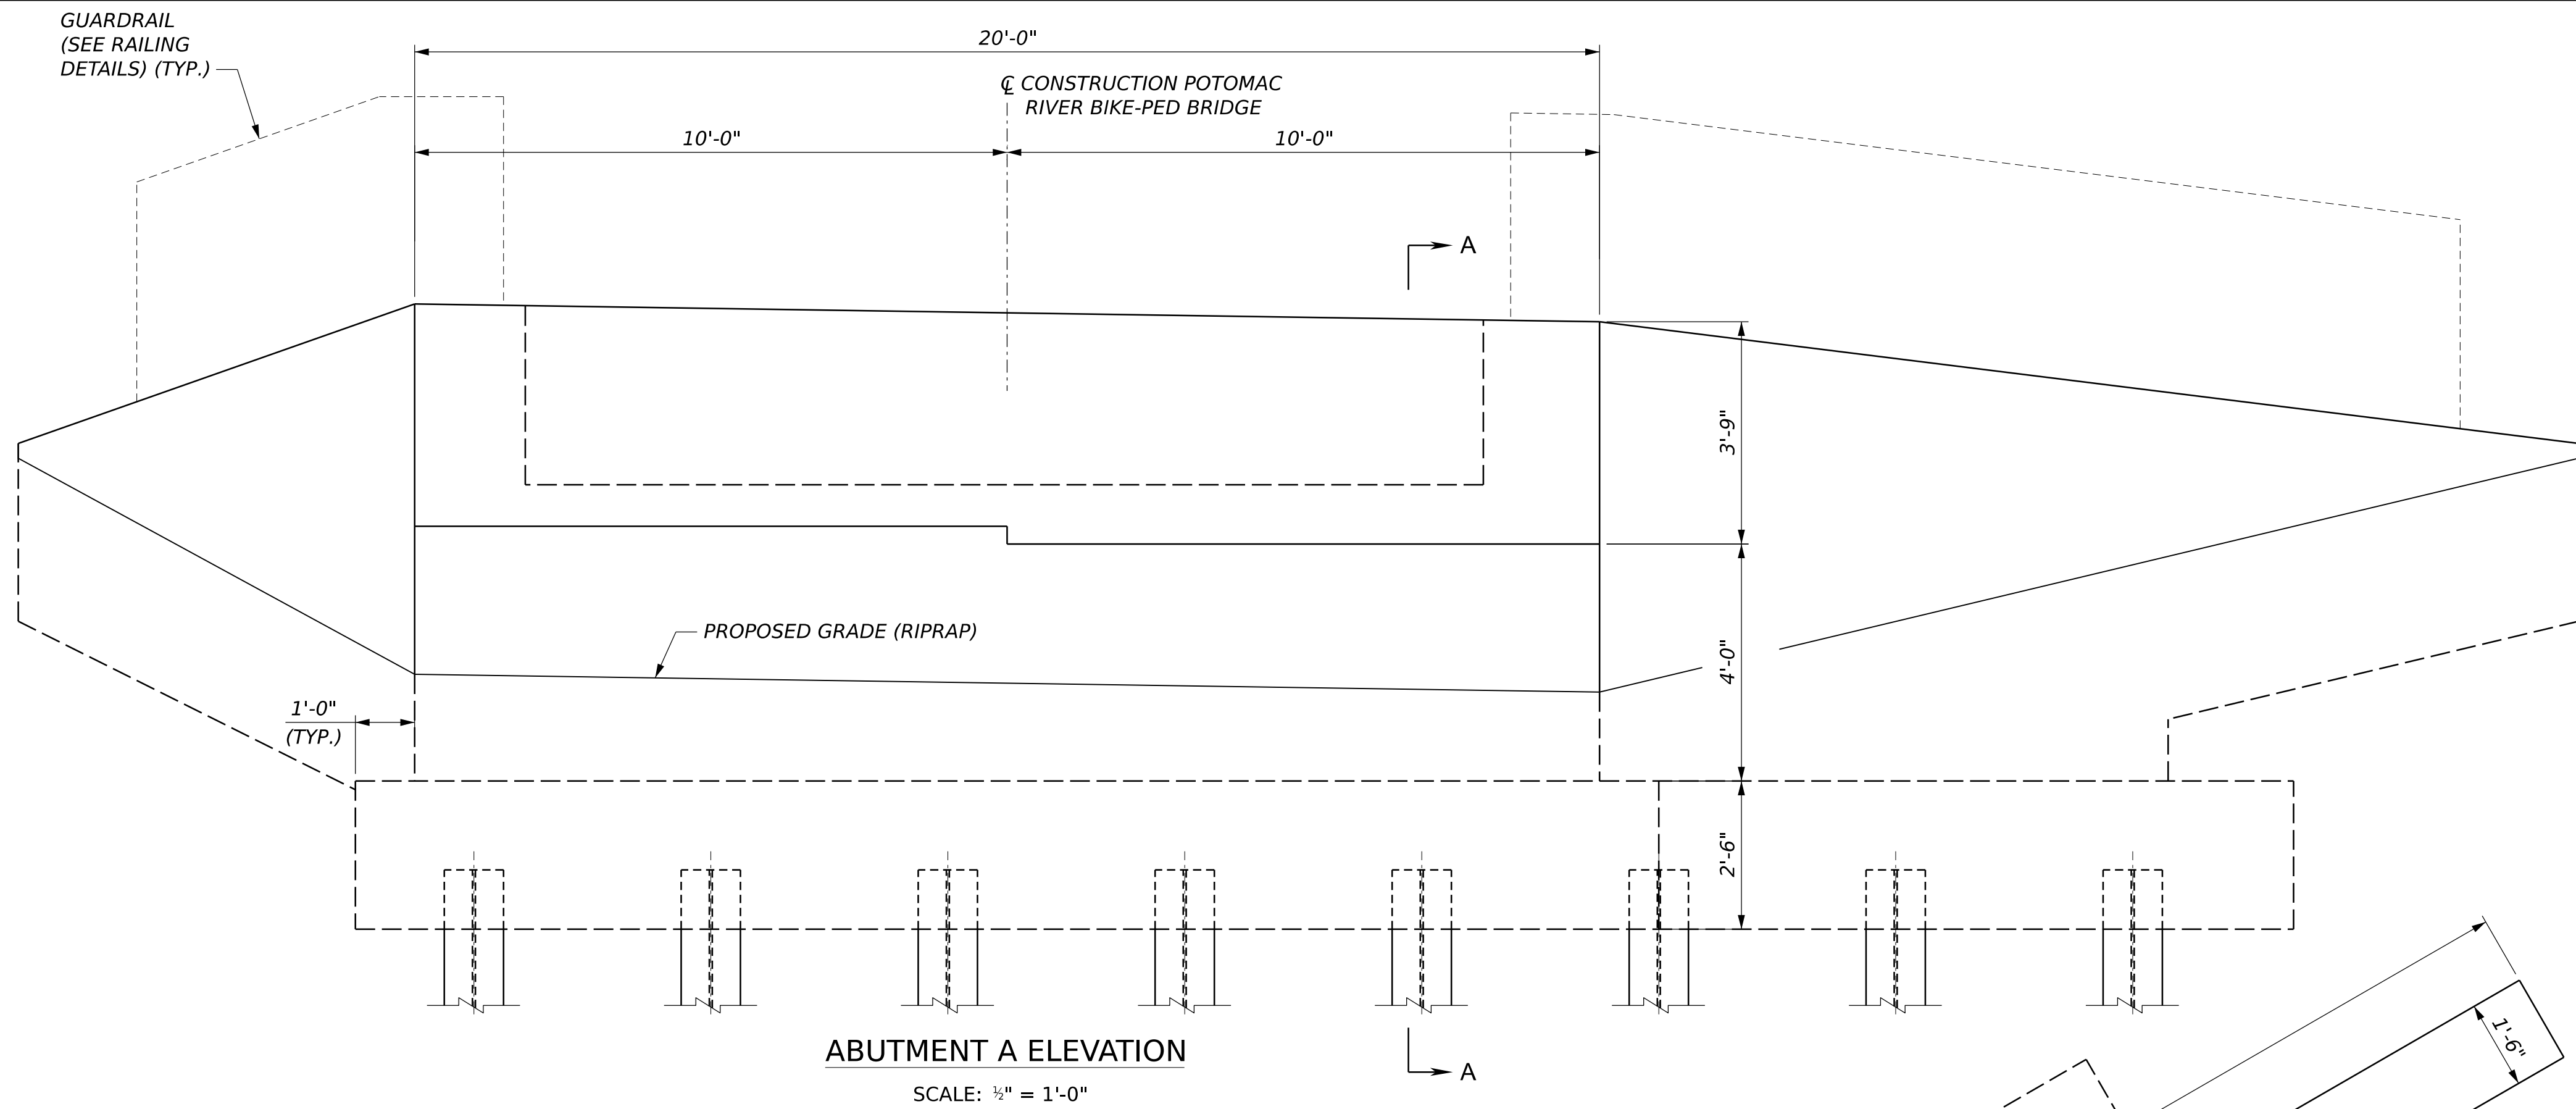 GUARDRAIL
(SEE RAILING
DETAILS) (TYP.)
20'-0"
℄ CONSTRUCTION POTOMAC
RIVER BIKE-PED BRIDGE
10'-0"
10'-0"
A
3'-9"
PROPOSED GRADE (RIPRAP)
4'-0"
1'-0"
(TYP.)
2'-6"
1'-6"
ABUTMENT A ELEVATION
A
SCALE: ½" = 1'-0"